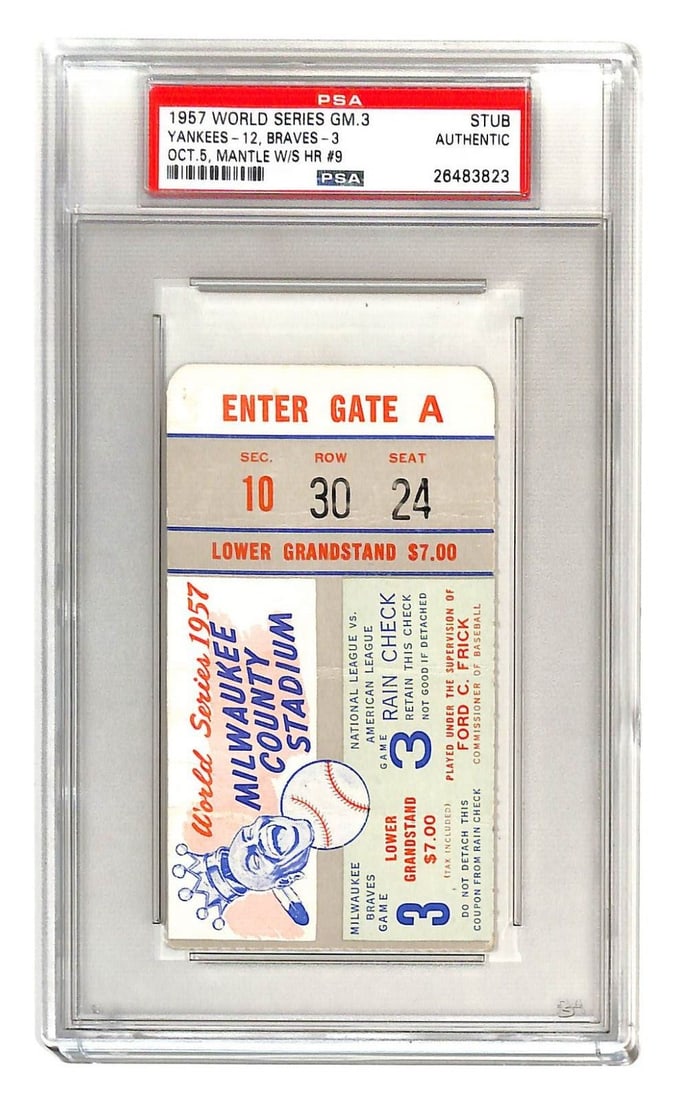 PSA
1957 WORLD SERIES GM.3 STUB
YANKEES-12, BRAVES-3 AUTHENTIC
OCT.5, MANTLE W/S HR #9
PSA 26483823
ENTER GATE A
SEC. ROW SEAT
10 30 24
LOWER GRANDSTAND $7.00
World Series 1957
MILWAUKEE
COUNTY
STADIUM
NATIONAL LEAGUE VS.
AMERICAN LEAGUE
GAME 3
RAIN CHECK
RETAIN THIS CHECK
NOT GOOD IF DETACHED
PLAYED UNDER THE SUPERVISION OF
FORD C. FRICK
COMMISSIONER OF BASEBALL
MILWAUKEE
BRAVES
GAME 3
LOWER
GRANDSTAND
$7.00
(TAX INCLUDED)
DO NOT DETACH THIS
COUPON FROM RAIN CHECK